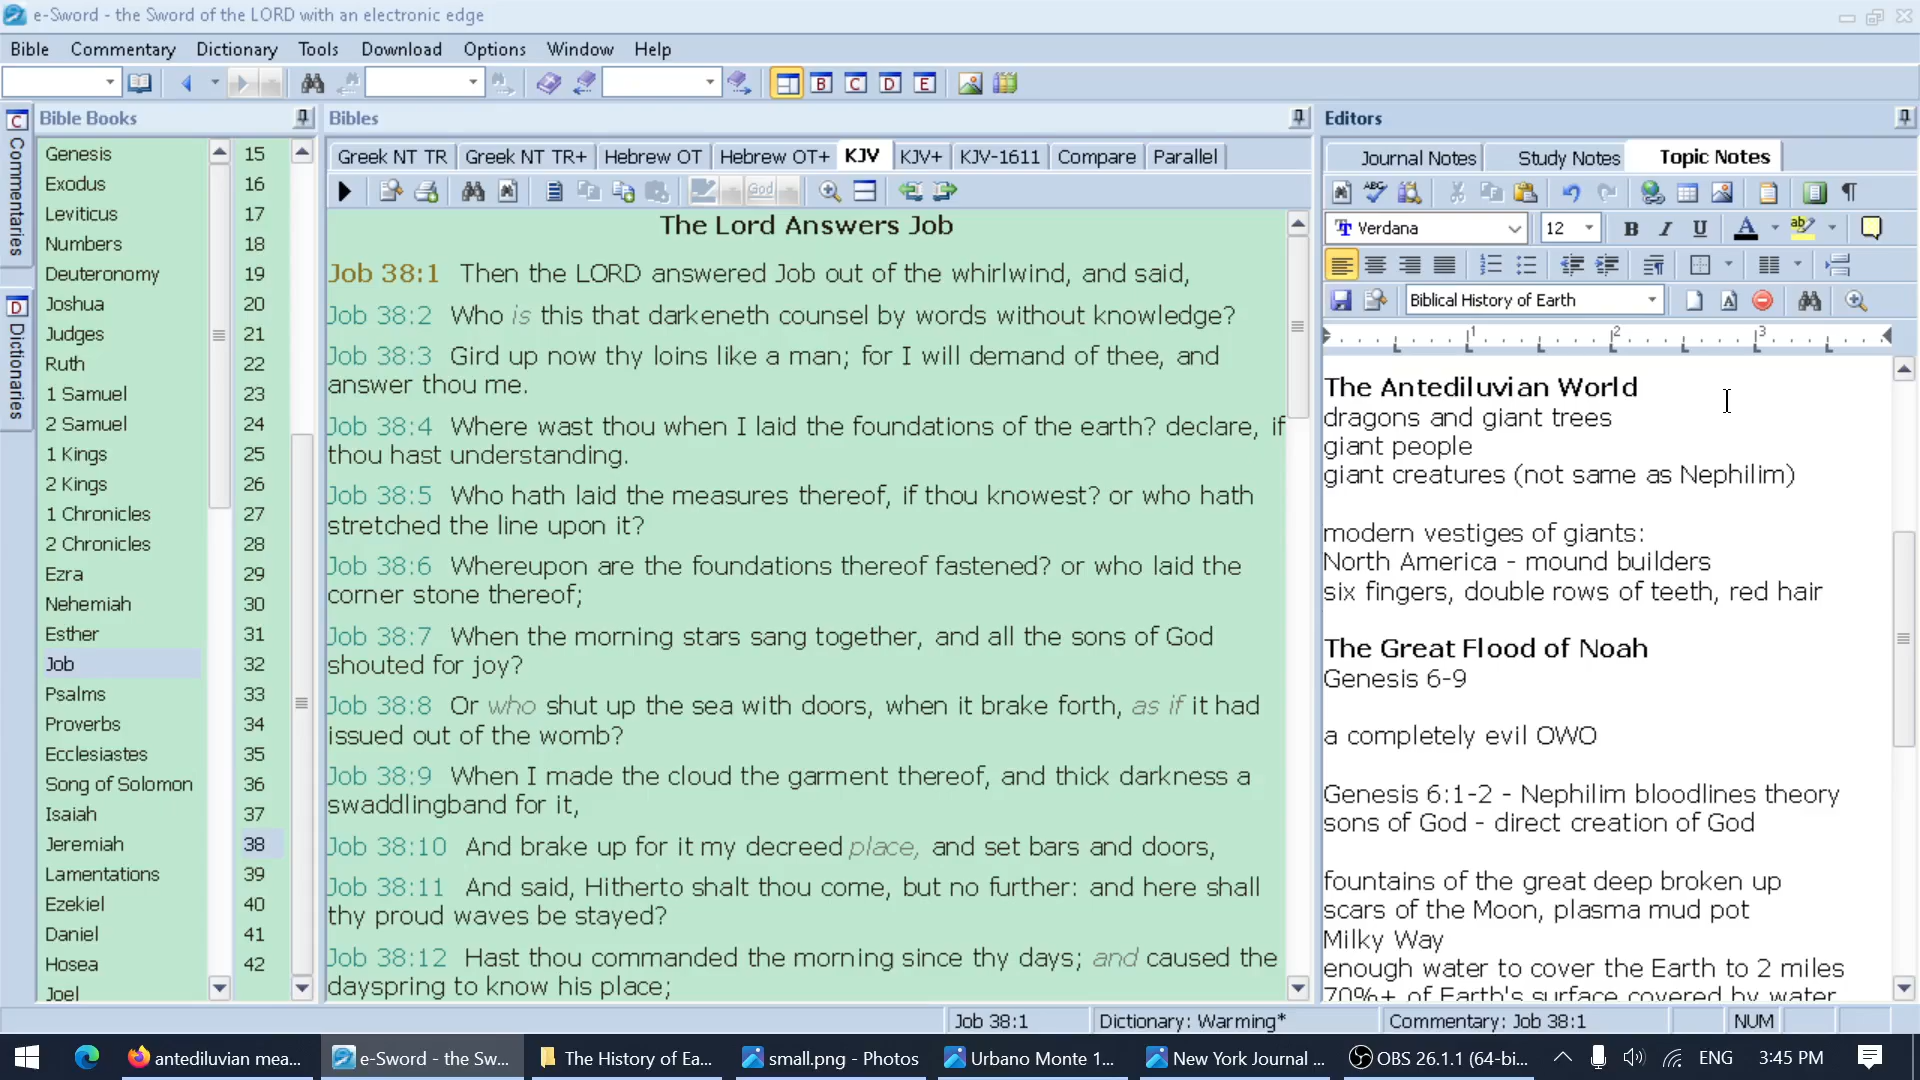 e-Sword - the Sword of the LORD with an electronic edge
Bible Commentary Dictionary Tools Download Options Window Help
B C D E
Bible Books
Bibles
Editors
C Commentaries
D Dictionaries
Genesis
Exodus
Leviticus
Numbers
Deuteronomy
Joshua
Judges
Ruth
1 Samuel
2 Samuel
1 Kings
2 Kings
1 Chronicles
2 Chronicles
Ezra
Nehemiah
Esther
Job
Psalms
Proverbs
Ecclesiastes
Song of Solomon
Isaiah
Jeremiah
Lamentations
Ezekiel
Daniel
Hosea
Joel
15
16
17
18
19
20
21
22
23
24
25
26
27
28
29
30
31
32
33
34
35
36
37
38
39
40
41
42
Greek NT TR Greek NT TR+ Hebrew OT Hebrew OT+ KJV KJV+ KJV-1611 Compare Parallel
God
The Lord Answers Job
Job 38:1 Then the LORD answered Job out of the whirlwind, and said,
Job 38:2 Who is this that darkeneth counsel by words without knowledge?
Job 38:3 Gird up now thy loins like a man; for I will demand of thee, and
answer thou me.
Job 38:4 Where wast thou when I laid the foundations of the earth? declare, if
thou hast understanding.
Job 38:5 Who hath laid the measures thereof, if thou knowest? or who hath
stretched the line upon it?
Job 38:6 Whereupon are the foundations thereof fastened? or who laid the
corner stone thereof;
Job 38:7 When the morning stars sang together, and all the sons of God
shouted for joy?
Job 38:8 Or who shut up the sea with doors, when it brake forth, as if it had
issued out of the womb?
Job 38:9 When I made the cloud the garment thereof, and thick darkness a
swaddlingband for it,
Job 38:10 And brake up for it my decreed place, and set bars and doors,
Job 38:11 And said, Hitherto shalt thou come, but no further: and here shall
thy proud waves be stayed?
Job 38:12 Hast thou commanded the morning since thy days; and caused the
dayspring to know his place;
Journal Notes Study Notes Topic Notes
ABC
Verdana 12 B I U A ab
Biblical History of Earth
1 2 3
The Antediluvian World
dragons and giant trees
giant people
giant creatures (not same as Nephilim)
modern vestiges of giants:
North America - mound builders
six fingers, double rows of teeth, red hair
The Great Flood of Noah
Genesis 6-9
a completely evil OWO
Genesis 6:1-2 - Nephilim bloodlines theory
sons of God - direct creation of God
fountains of the great deep broken up
scars of the Moon, plasma mud pot
Milky Way
enough water to cover the Earth to 2 miles
70%+ of Earth's surface covered by water
Job 38:1 Dictionary: Warming* Commentary: Job 38:1 NUM
antediluvian mea... e-Sword - the Sw... The History of Ea... small.png - Photos Urbano Monte 1... New York Journal ... OBS 26.1.1 (64-bi... ENG 3:45 PM